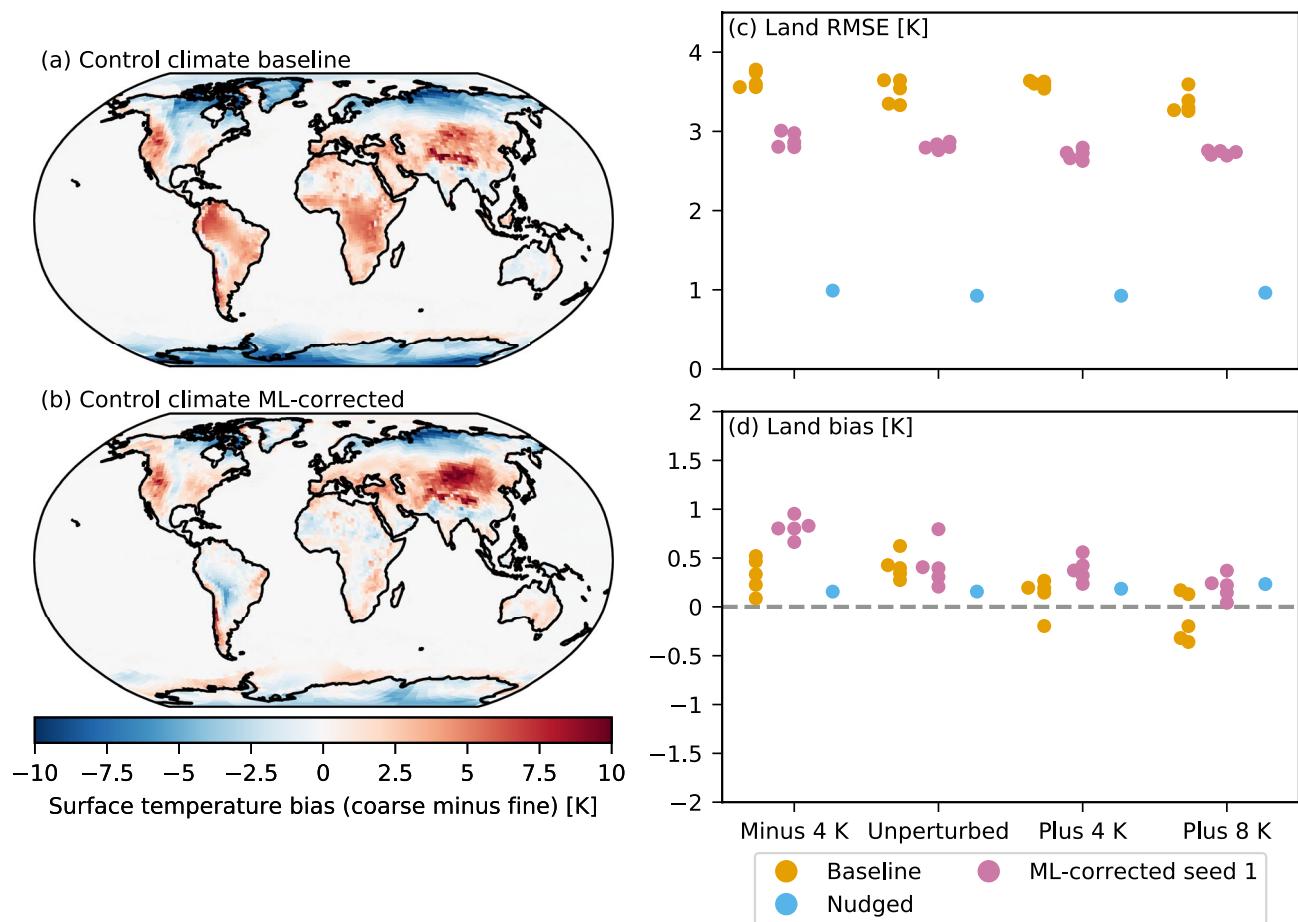 (a) Control climate baseline
(b) Control climate ML-corrected
−10 −7.5 −5 −2.5 0 2.5 5 7.5 10
Surface temperature bias (coarse minus fine) [K]
(c) Land RMSE [K]
4
3
2
1
0
(d) Land bias [K]
2
1.5
1
0.5
0
−0.5
−1
−1.5
−2
Minus 4 K Unperturbed Plus 4 K Plus 8 K
Baseline ML-corrected seed 1
Nudged